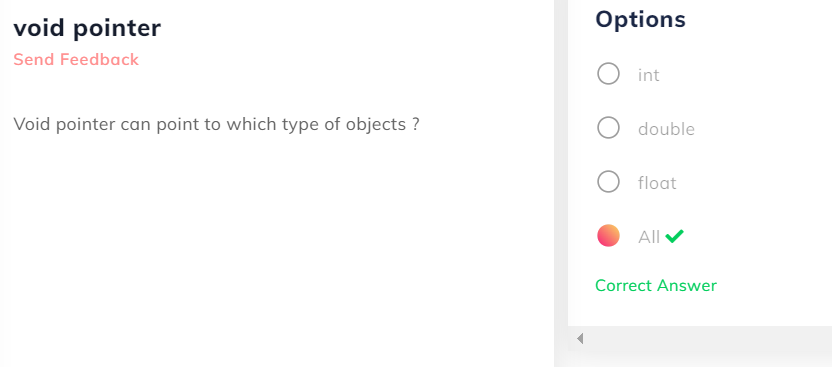 void pointer
Send Feedback
Void pointer can point to which type of objects ?
Options
int
double
float
All
Correct Answer